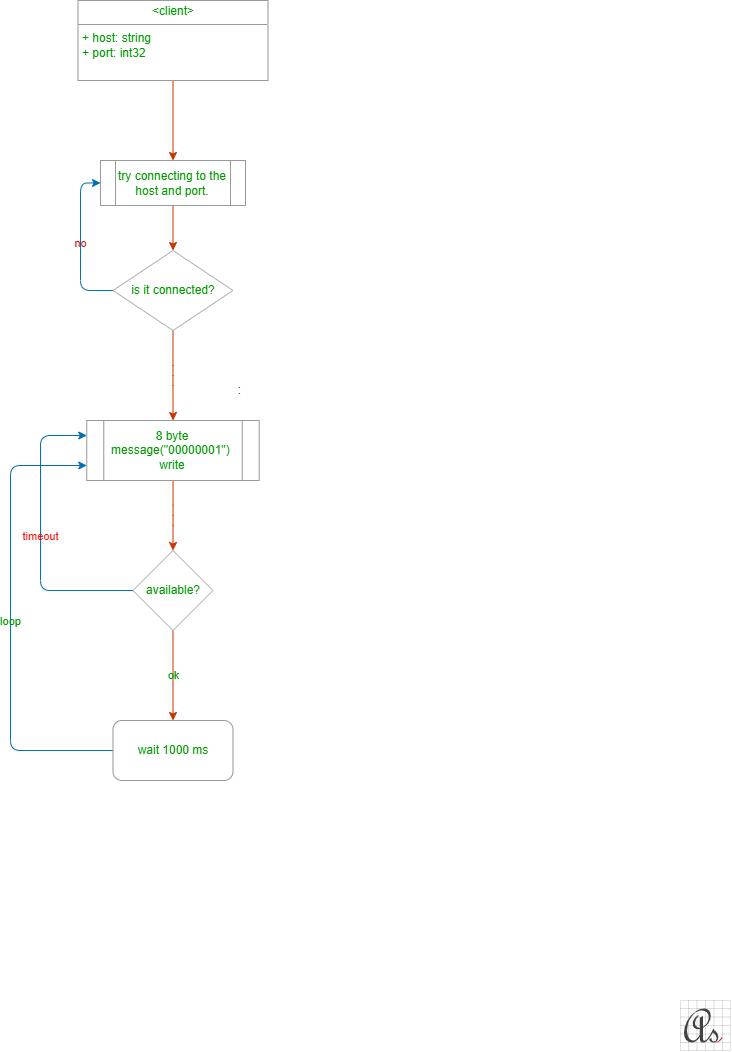 <client>
+ host: string
+ port: int32
try connecting to the
host and port.
no
is it connected?
:
8 byte
message("00000001")
write
timeout
available?
loop
ok
wait 1000 ms